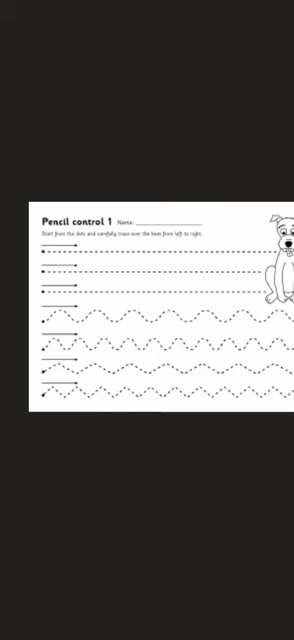 Pencil control 1 Name:
Start from the dots and carefully trace over the lines from left to right.